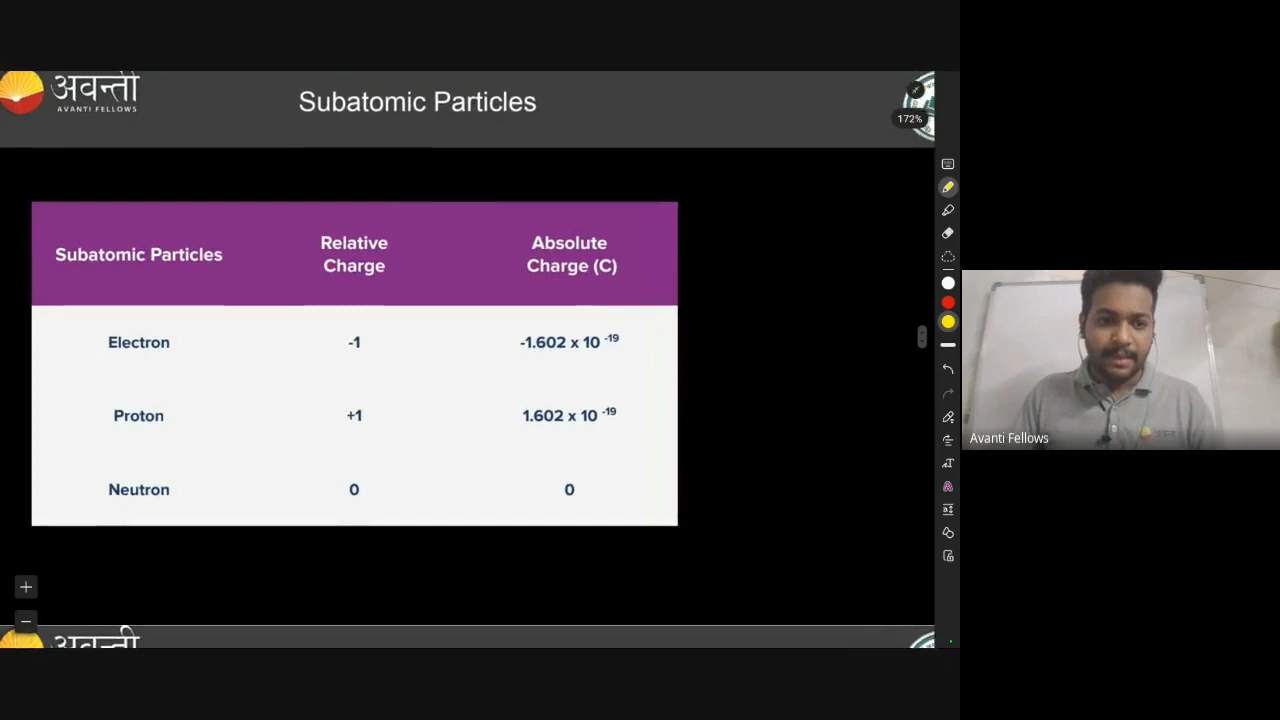 अवन्ती
AVANTI FELLOWS
Subatomic Particles
172%
Subatomic Particles
Relative
Charge
Absolute
Charge (C)
Electron
-1
-1.602 x 10 -19
Proton
+1
1.602 x 10 -19
Neutron
0
0
Avanti Fellows
अवन्ती